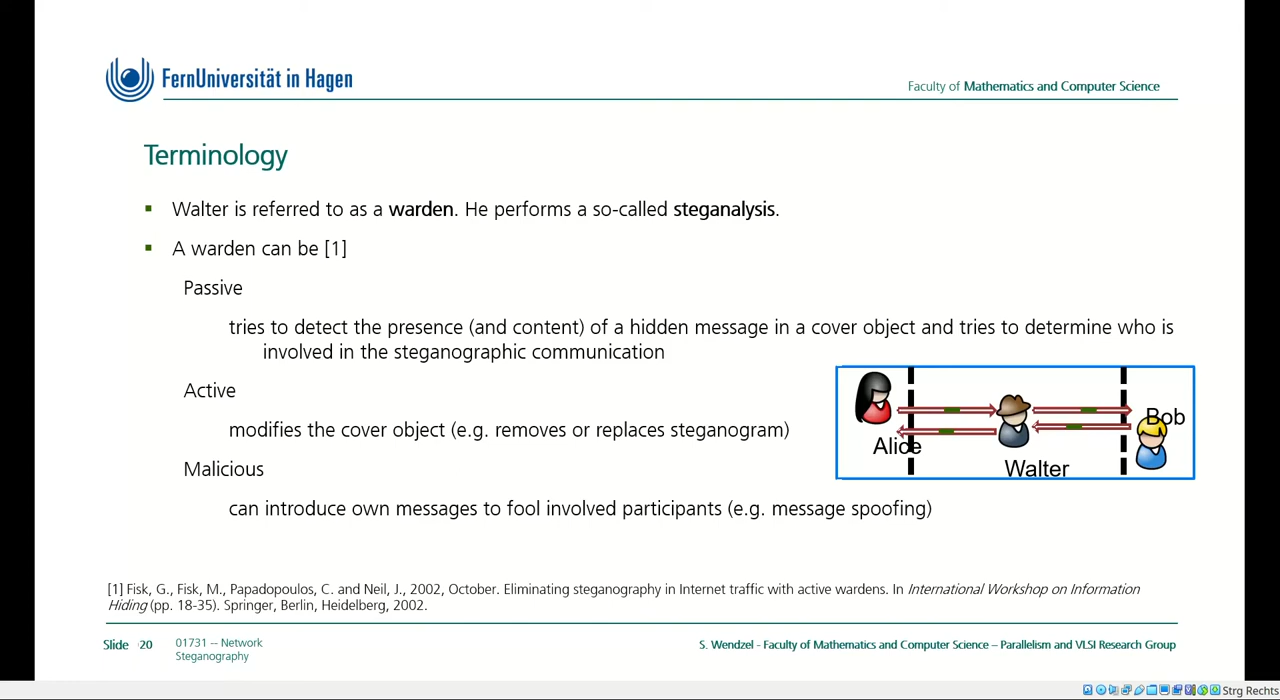 FernUniversität in Hagen
Faculty of Mathematics and Computer Science
Terminology
Walter is referred to as a warden. He performs a so-called steganalysis.
A warden can be [1]
Passive
tries to detect the presence (and content) of a hidden message in a cover object and tries to determine who is
involved in the steganographic communication
Active
modifies the cover object (e.g. removes or replaces steganogram)
Malicious
can introduce own messages to fool involved participants (e.g. message spoofing)
Alice
Walter
Bob
[1] Fisk, G., Fisk, M., Papadopoulos, C. and Neil, J., 2002, October. Eliminating steganography in Internet traffic with active wardens. In International Workshop on Information
Hiding (pp. 18-35). Springer, Berlin, Heidelberg, 2002.
Slide 20
01731 -- Network
Steganography
S. Wendzel - Faculty of Mathematics and Computer Science – Parallelism and VLSI Research Group
Strg Rechts